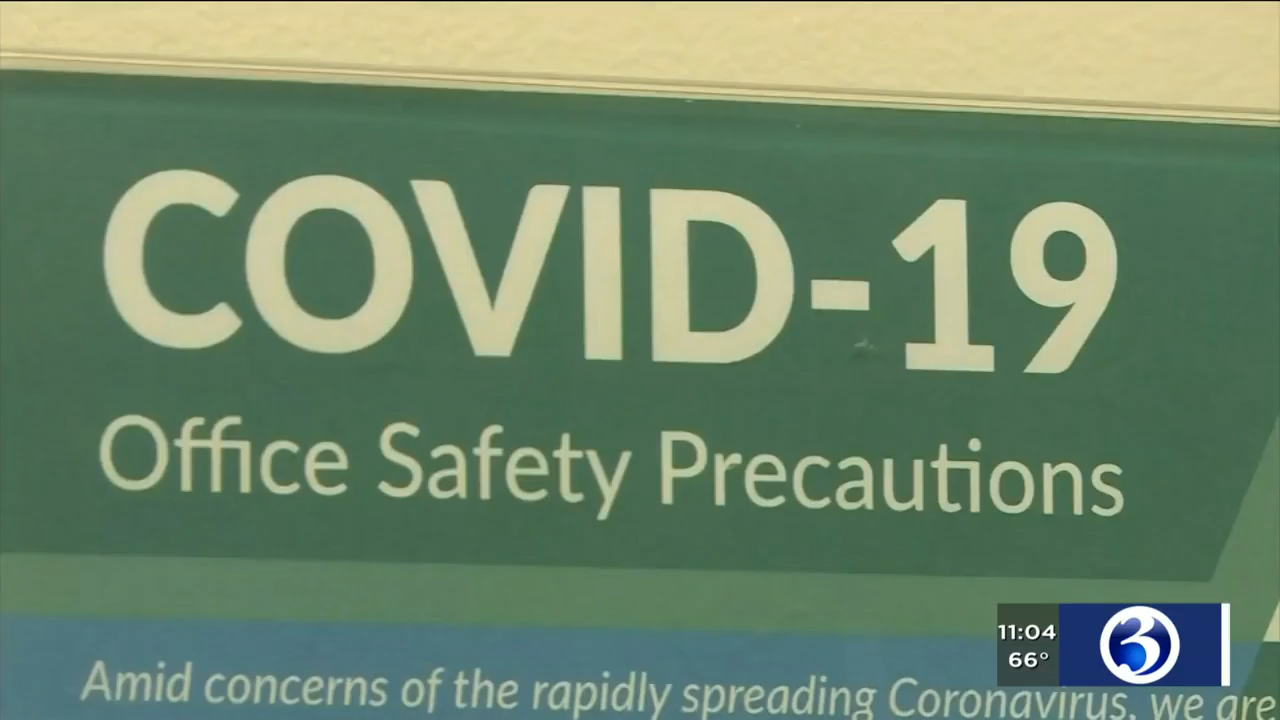 COVID-19
Office Safety Precautions
Amid concerns of the rapidly spreading Coronavirus, we are
11:04
66°
3